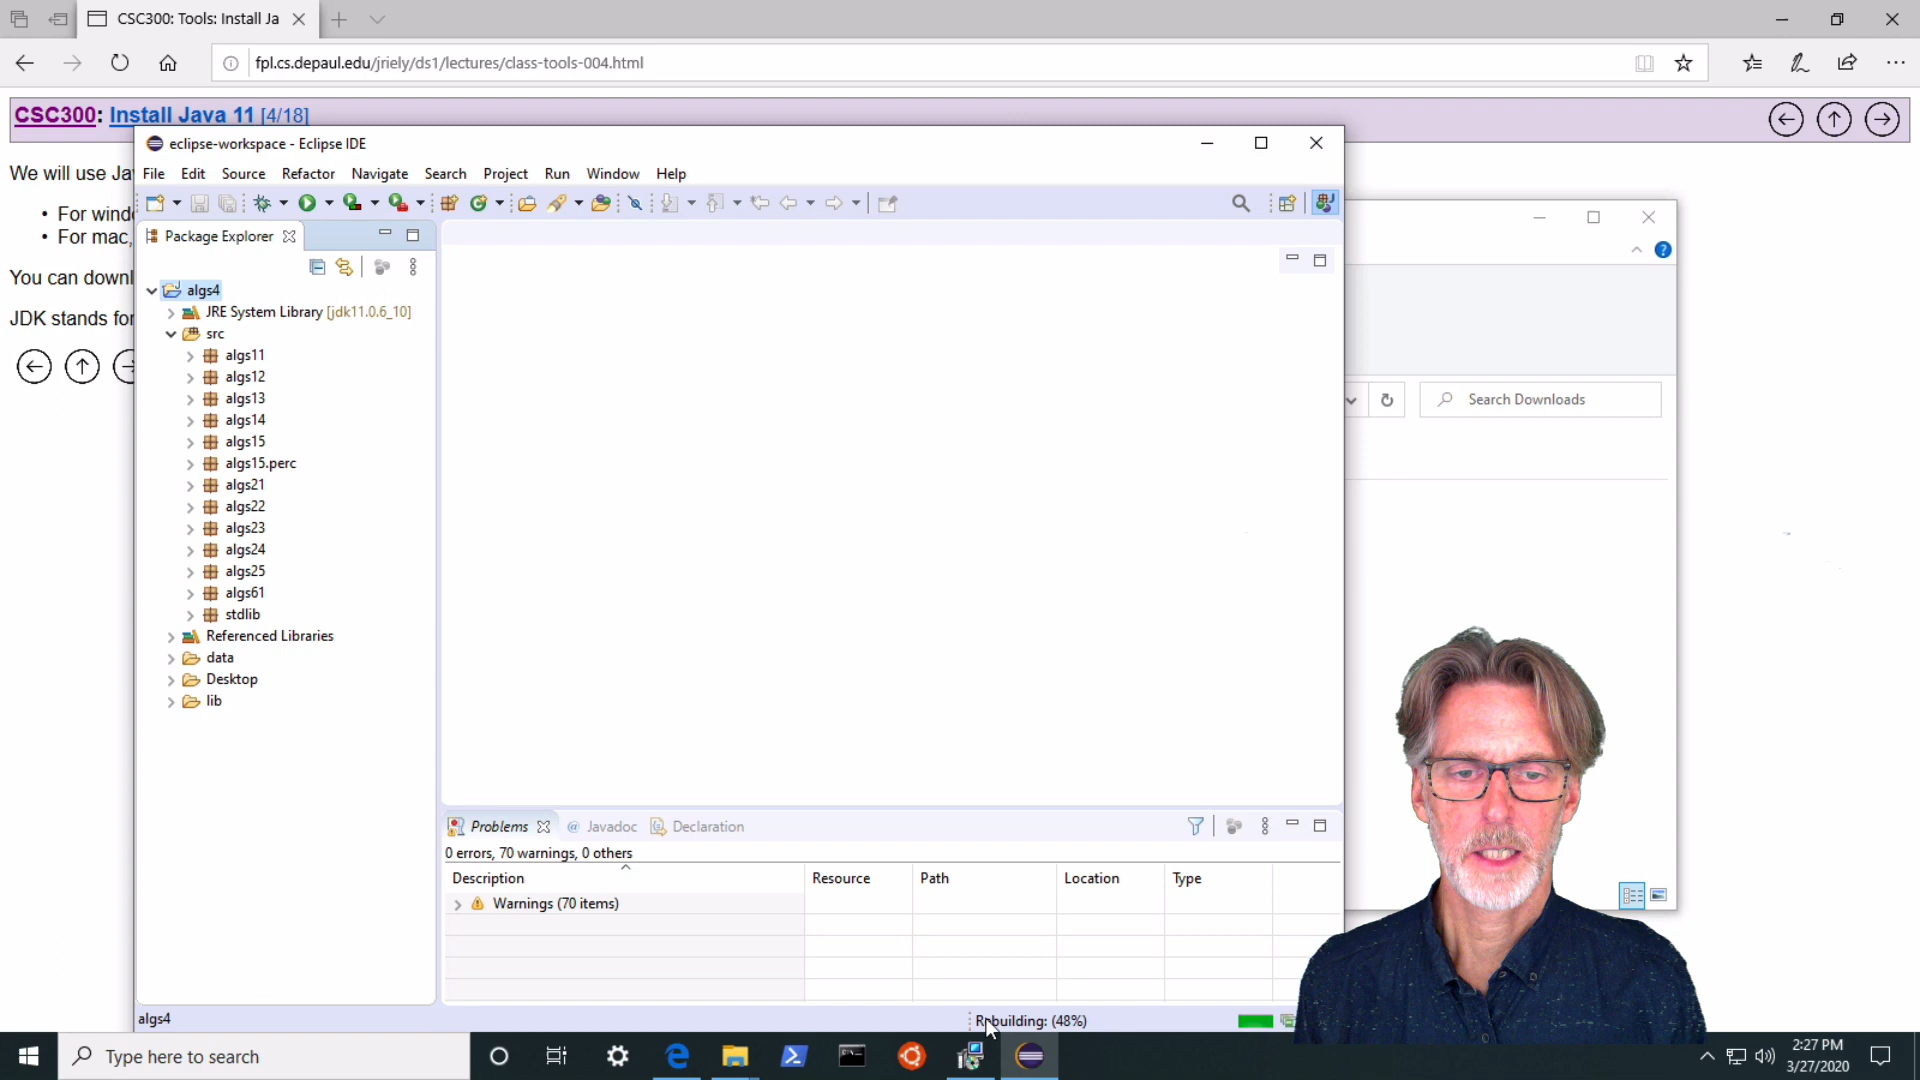 CSC300: Tools: Install Ja
fpl.cs.depaul.edu/jriely/ds1/lectures/class-tools-004.html
CSC300: Install Java 11 [4/18]
We will use Ja
For wind
For mac,
You can downl
JDK stands for
eclipse-workspace - Eclipse IDE
File Edit Source Refactor Navigate Search Project Run Window Help
Package Explorer
algs4
JRE System Library [jdk11.0.6_10]
src
algs11
algs12
algs13
algs14
algs15
algs15.perc
algs21
algs22
algs23
algs24
algs25
algs61
stdlib
Referenced Libraries
data
Desktop
lib
Search Downloads
Problems Javadoc Declaration
0 errors, 70 warnings, 0 others
Description Resource Path Location Type
Warnings (70 items)
algs4
Rebuilding: (48%)
Type here to search
2:27 PM
3/27/2020